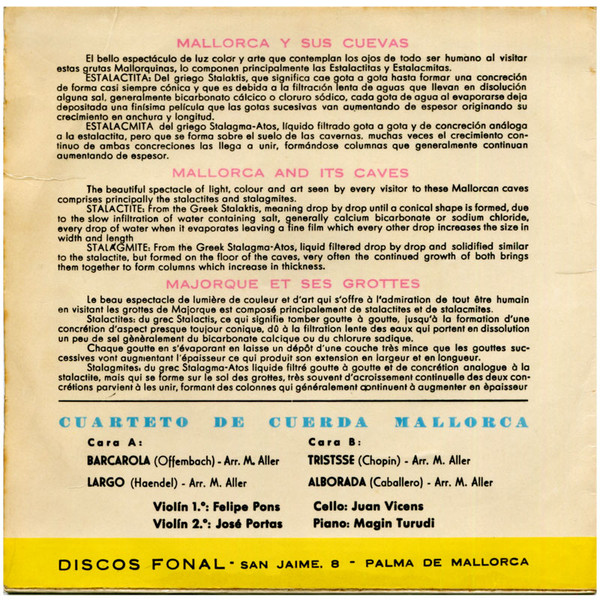 MALLORCA Y SUS CUEVAS
El bello espectáculo de luz color y arte que contemplan los ojos de todo ser humano al visitar
estas grutas Mallorquinas, lo componen principalmente las Estalactitas y Estalacmitas.
ESTALACTITA: Del griego Stalaktis, que significa cae gota a gota hasta formar una concreción
de forma casi siempre cónica y que es debida a la filtración lenta de aguas que llevan en disolución
alguna sal, generalmente bicarbonato cálcico o cloruro sódico, cada gota de agua al evaporarse deja
depositada una finísima película que las gotas sucesivas van aumentando de espesor originando su
crecimiento en anchura y longitud.
ESTALACMITA del griego Stalagma-Atos, líquido filtrado gota a gota y de concreción análoga
a la estalactita, pero que se forma sobre el suelo de las cavernas. muchas veces el crecimiento con-
tinuo de ambas concreciones las llega a unir, formándose columnas que generalmente continuan
aumentando de espesor.
MALLORCA AND ITS CAVES
The beautiful spectacle of light, colour and art seen by every visitor to these Mallorcan caves
comprises principally the stalactites and stalagmites.
STALACTITE: From the Greek Stalaktis, meaning drop by drop until a conical shape is formed, due
to the slow infiltration of water containing salt, generally calcium bicarbonate or sodium chloride,
every drop of water when it evaporates leaving a fine film which every other drop increases the size in
width and length
STALAGMITE: From the Greek Stalagma-Atos, liquid filtered drop by drop and solidified similar
to the stalactite, but formed on the floor of the caves, very often the continued growth of both brings
them together to form columns which increase in thickness.
MAJORQUE ET SES GROTTES
Le beau espectacle de lumière de couleur et d'art qui s'offre à l'admiration de tout être humain
en visitant les grottes de Majorque est composé principalement de stalactites et de stalacmites.
Stalactites: du grec Stalactis, ce qui signifie tomber goutte à goutte, jusqu'à la formation d'une
concrétion d'aspect presque toujour conique, dû à la filtration lente des eaux qui portent en dissolution
un peu de sel gènèralement du bicarbonate calcique ou du chlorure sadique.
Chaque goutte en s'évaporant en laisse un dépôt d'une couche très mince que les gouttes suc-
cessives vont augmentant l'épaisseur ce qui produit son extension en largeur et en longueur.
Stalagmites: du grec Stalagma-Atos liquide filtré goutte à goutte et de concrétion analogue à la
stalactite, mais qui se forme sur le sol des grottes, très souvent d'acroissement continuelle des deux con-
crétions parvient à les unir, formant des colonnes qui généralement continuent à augmenter en èpaisseur
CUARTETO DE CUERDA MALLORCA
Cara A:
BARCAROLA (Offembach) - Arr. M. Aller
LARGO (Haendel) - Arr. M. Aller
Cara B:
TRISTSSE (Chopin) - Arr. M. Aller
ALBORADA (Caballero) - Arr. M. Aller
Violín 1.º: Felipe Pons
Violín 2.º: José Portas
Cello: Juan Vicens
Piano: Magin Turudi
DISCOS FONAL - SAN JAIME, 8 - PALMA DE MALLORCA